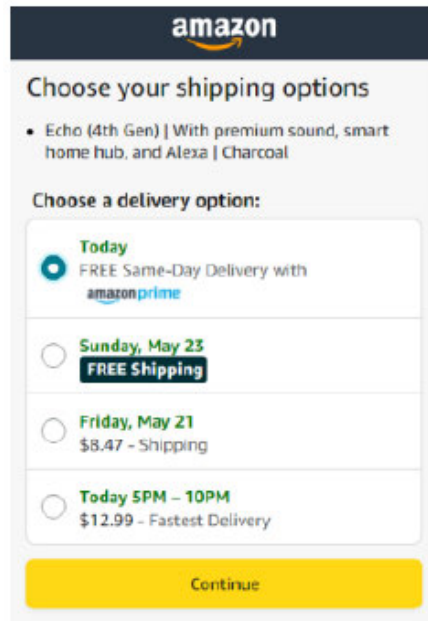 amazon
Choose your shipping options
• Echo (4th Gen) | With premium sound, smart
home hub, and Alexa | Charcoal
Choose a delivery option:
Today
FREE Same-Day Delivery with
amazon prime
Sunday, May 23
FREE Shipping
Friday, May 21
$8.47 - Shipping
Today 5PM – 10PM
$12.99 - Fastest Delivery
Continue